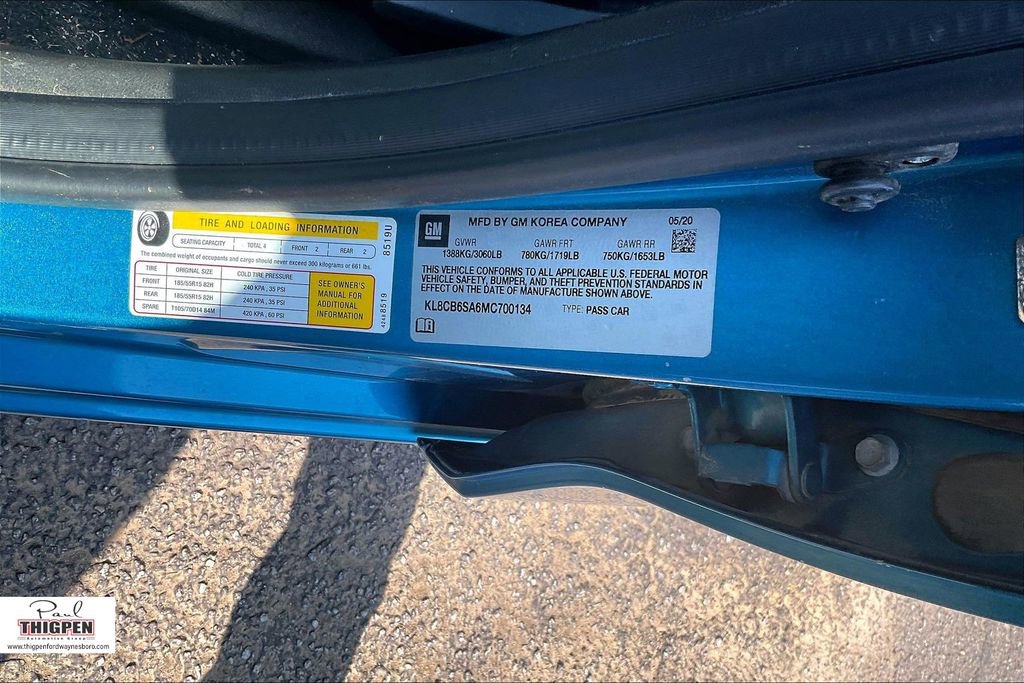 TIRE AND LOADING INFORMATION
SEATING CAPACITY TOTAL 4 FRONT 2 REAR 2
The combined weight of occupants and cargo should never exceed 300 kilograms or 661 lbs.
TIRE ORIGINAL SIZE COLD TIRE PRESSURE
FRONT 185/55R15 82H 240 KPA, 35 PSI
REAR 185/55R15 82H 240 KPA, 35 PSI
SPARE T105/70D14 84M 420 KPA, 60 PSI
SEE OWNER'S
MANUAL FOR
ADDITIONAL
INFORMATION
8519U
42498519
GM
MFD BY GM KOREA COMPANY 05/20
GVWR GAWR FRT GAWR RR
1388KG/3060LB 780KG/1719LB 750KG/1653LB
THIS VEHICLE CONFORMS TO ALL APPLICABLE U.S. FEDERAL MOTOR
VEHICLE SAFETY, BUMPER, AND THEFT PREVENTION STANDARDS IN
EFFECT ON THE DATE OF MANUFACTURE SHOWN ABOVE.
KL8CB6SA6MC700134 TYPE: PASS CAR
Paul
THIGPEN
Automotive Group
www.thigpenfordwaynesboro.com